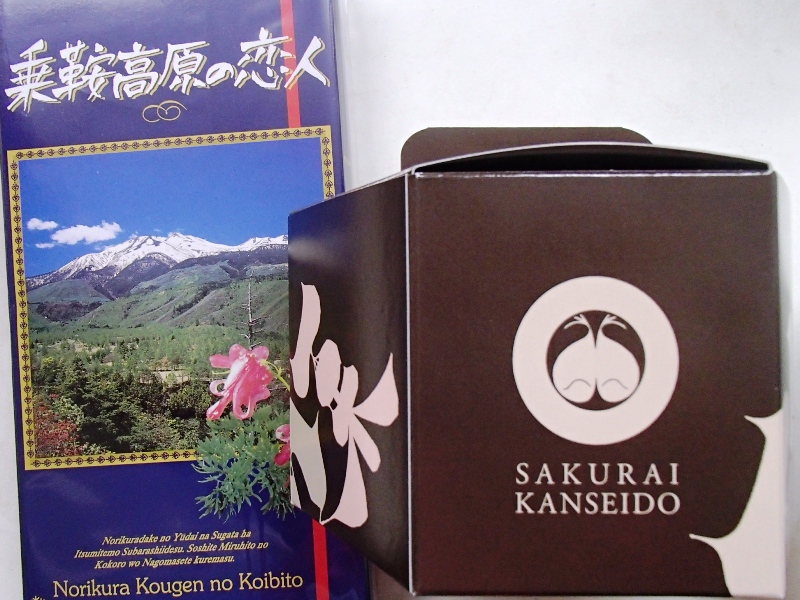 乗鞍高原の恋人
Norikuradake no Yūdai na Sugata ha
Itsumitemo Subarashiidesu. Soshite Miruhito no
Kokoro wo Nagomasete kuremasu.
Norikura Kougen no Koibito
SAKURAI
KANSEIDO